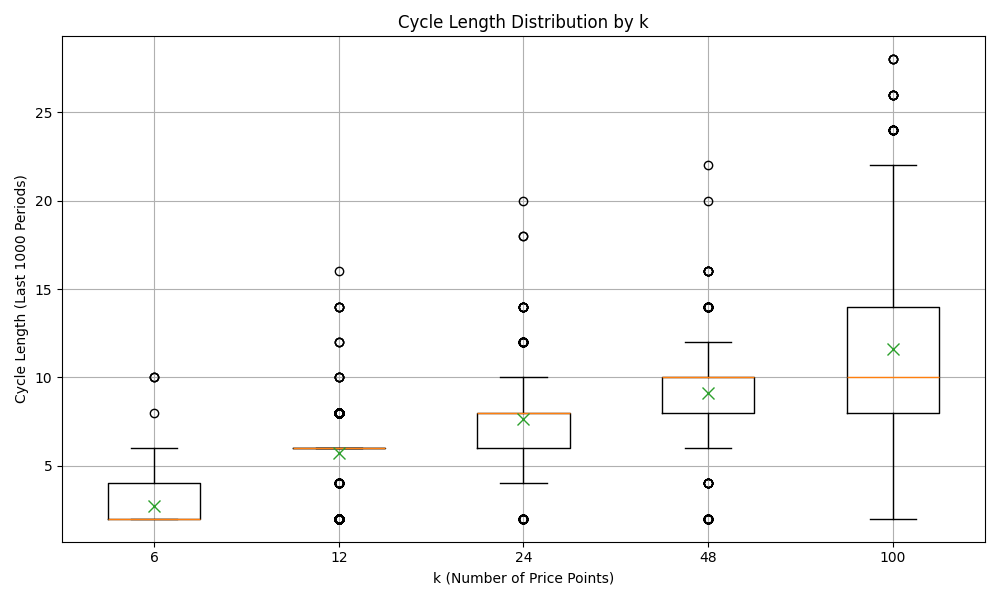 Cycle Length Distribution by k
Cycle Length (Last 1000 Periods)
25
20
15
10
5
6 12 24 48 100
k (Number of Price Points)